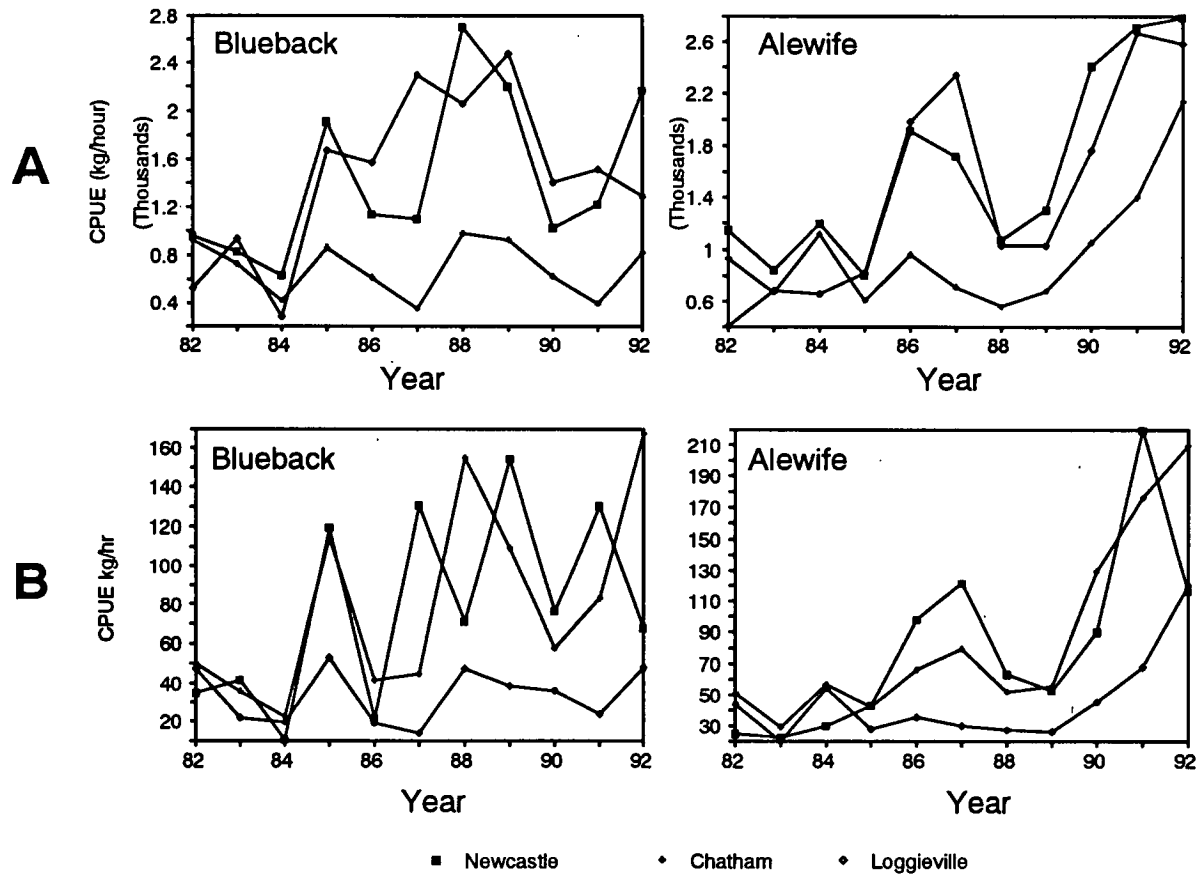 A
Blueback
CPUE (kg/hour)
(Thousands)
2.8
2.4
2
1.6
1.2
0.8
0.4
82 84 86 88 90 92
Year
Alewife
(Thousands)
2.6
2.2
1.8
1.4
1
0.6
82 84 86 88 90 92
Year
B
Blueback
CPUE kg/hr
160
140
120
100
80
60
40
20
82 84 86 88 90 92
Year
Alewife
210
190
170
150
130
110
90
70
50
30
82 84 86 88 90 92
Year
Newcastle Chatham Loggieville